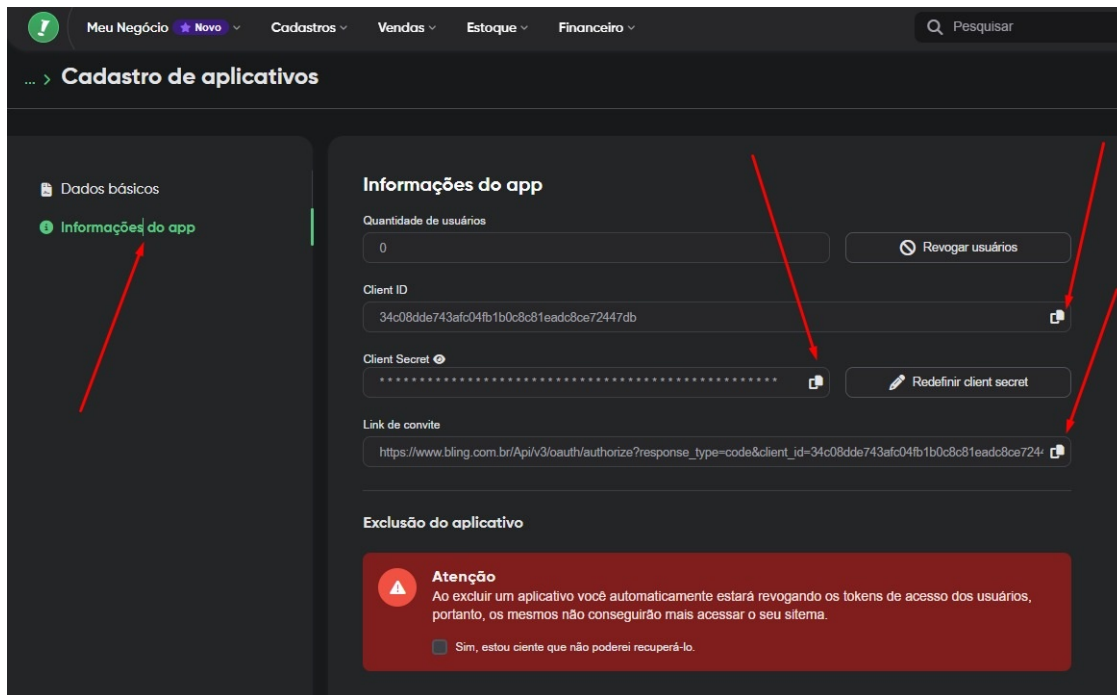 Meu Negócio Novo Cadastros Vendas Estoque Financeiro Pesquisar
... > Cadastro de aplicativos
Dados básicos
Informações do app
Informações do app
Quantidade de usuários
0 Revogar usuários
Client ID
34c08dde743afc04fb1b0c8c81eadc8ce72447db
Client Secret
**************************************************
Redefinir client secret
Link de convite
https://www.bling.com.br/Api/v3/oauth/authorize?response_type=code&client_id=34c08dde743afc04fb1b0c8c81eadc8ce7244
Exclusão do aplicativo
Atenção
Ao excluir um aplicativo você automaticamente estará revogando os tokens de acesso dos usuários,
portanto, os mesmos não conseguirão mais acessar o seu sitema.
Sim, estou ciente que não poderei recuperá-lo.